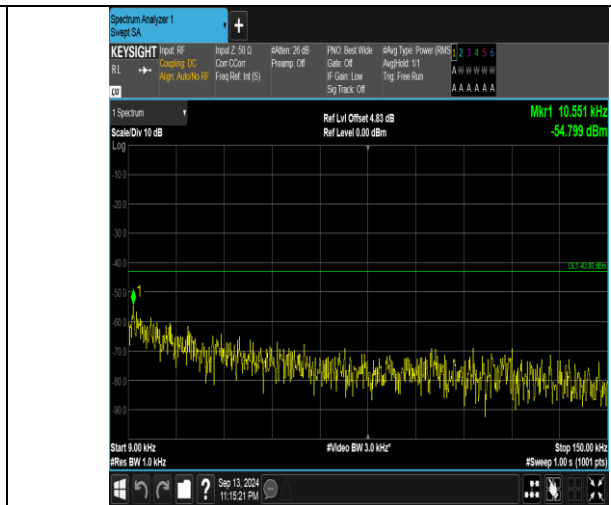 Spectrum Analyzer 1
Swept SA
+
KEYSIGHT
RL
Input: RF
Coupling: DC
Align: Auto/No RF
Input Z: 50 Ω
Corr CCorr
Freq Ref: Int (S)
#Atten: 26 dB
Preamp: Off
PNO: Best Wide
Gate: Off
IF Gain: Low
Sig Track: Off
#Avg Type: Power (RMS
Avg|Hold: 1/1
Trig: Free Run
1 2 3 4 5 6
A W W W W W
A A A A A A
1 Spectrum
Scale/Div 10 dB
Log
Ref Lvl Offset 4.83 dB
Ref Level 0.00 dBm
Mkr1 10.551 kHz
-54.799 dBm
-10.0
-20.0
-30.0
-40.0
DL1 -43.00 dBm
-50.0
1
-60.0
-70.0
-80.0
-90.0
Start 9.00 kHz
#Video BW 3.0 kHz*
Stop 150.00 kHz
#Res BW 1.0 kHz
#Sweep 1.00 s (1001 pts)
?
Sep 13, 2024
11:15:21 PM